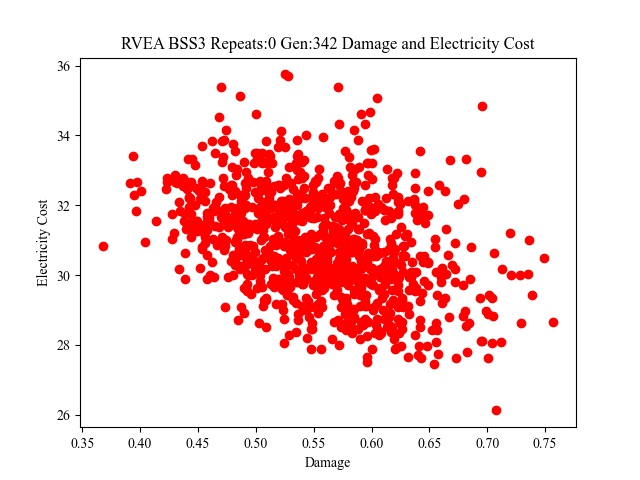 RVEA BSS3 Repeats:0 Gen:342 Damage and Electricity Cost
36
34
32
30
28
26
Electricity Cost
0.35 0.40 0.45 0.50 0.55 0.60 0.65 0.70 0.75
Damage